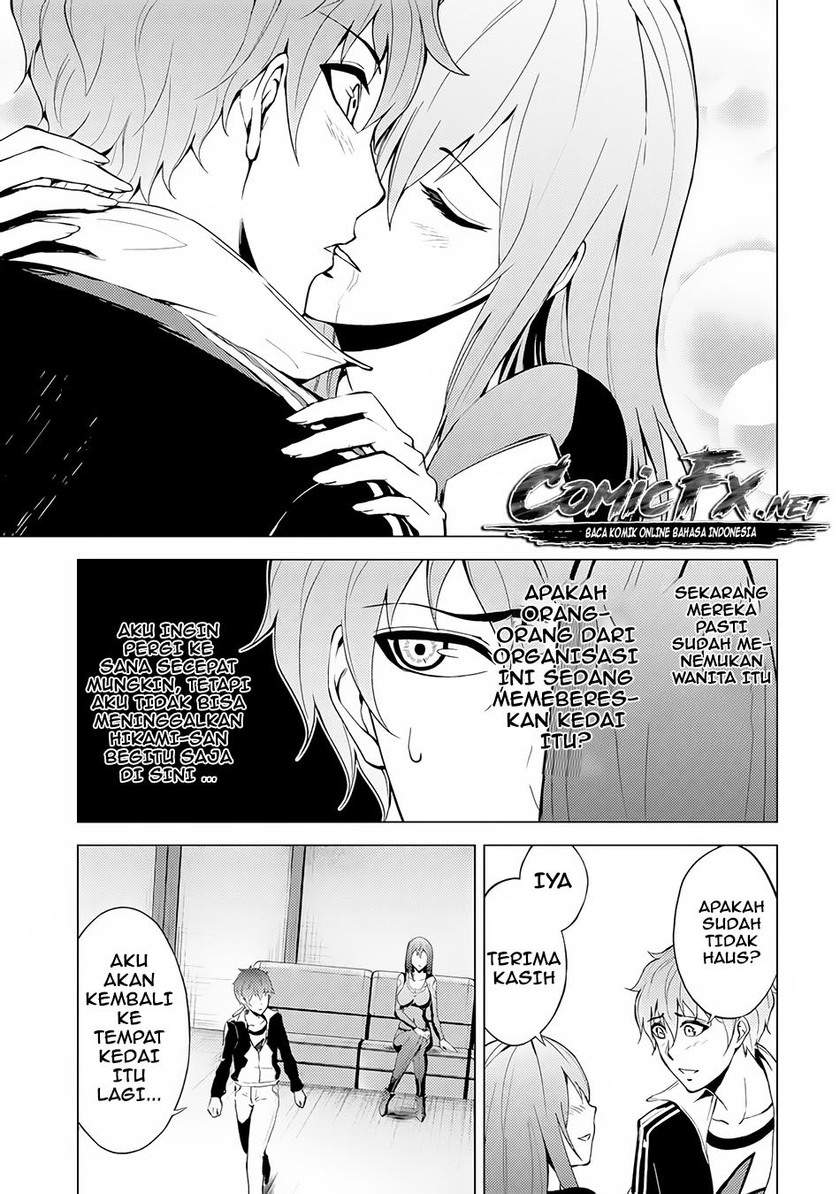 COMICFX.NET
BACA KOMIK ONLINE BAHASA INDONESIA
SEKARANG
MEREKA
PASTI
SUDAH ME-
NEMUKAN
WANITA ITU
APAKAH
ORANG-
ORANG DARI
ORGANISASI
INI SEDANG
MEMEBERES-
KAN KEDAI
ITU?
AKU INGIN
PERGI KE
SANA SECEPAT
MUNGKIN, TETAPI
AKU TIDAK BISA
MENINGGALKAN
HIKAMI-SAN
BEGITU SAJA
DI SINI ...
APAKAH
SUDAH
TIDAK
HAUS?
IYA
TERIMA
KASIH
AKU
AKAN
KEMBALI
KE
TEMPAT
KEDAI
ITU
LAGI...